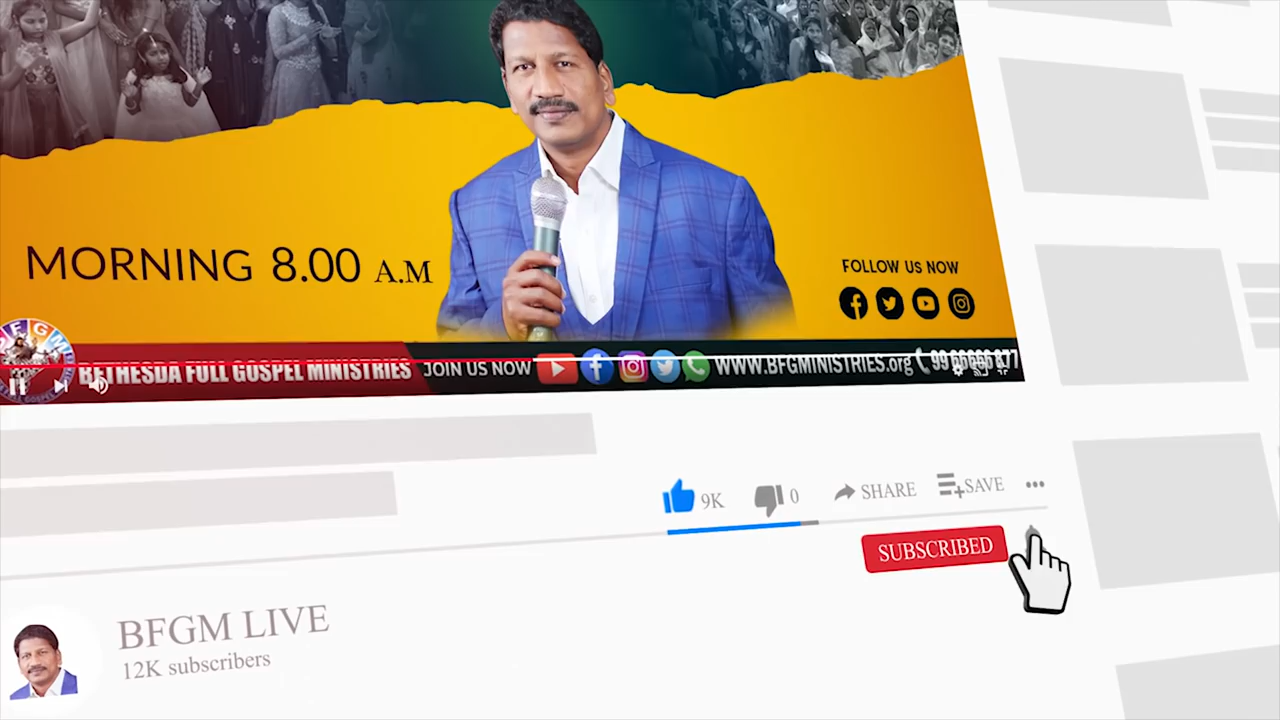 MORNING 8.00 A.M
FOLLOW US NOW
BFGM
BETHESDA FULL GOSPEL MINISTRIES JOIN US NOW WWW.BFGMINISTRIES.org
9K 0 SHARE SAVE
SUBSCRIBED
BFGM LIVE
12K subscribers